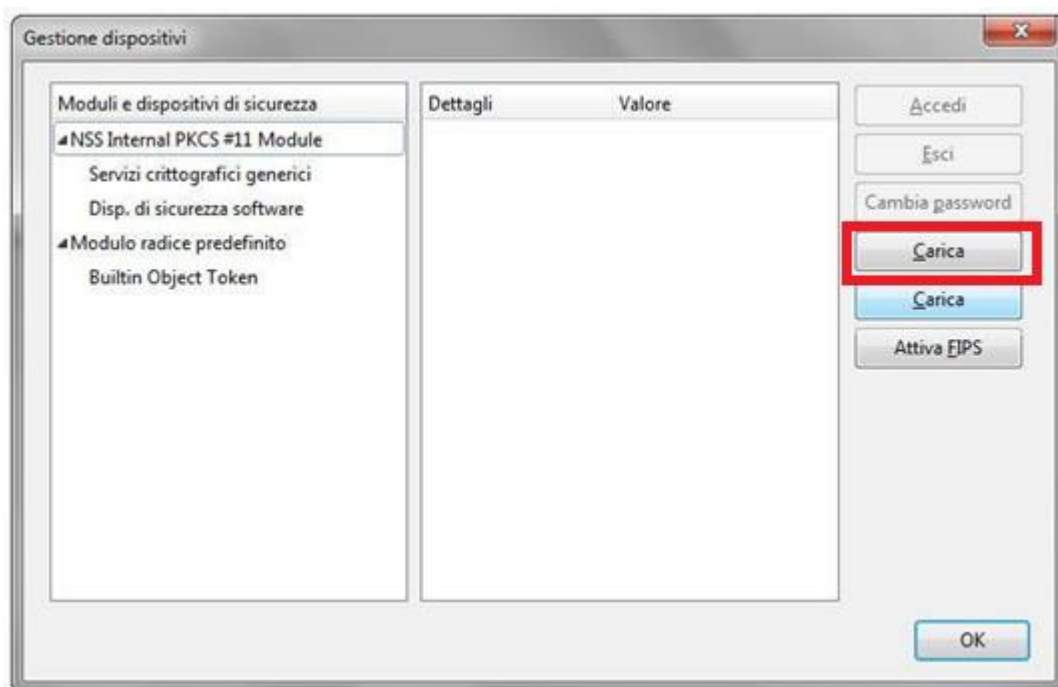 Gestione dispositivi
Moduli e dispositivi di sicurezza
NSS Internal PKCS #11 Module
Servizi crittografici generici
Disp. di sicurezza software
Modulo radice predefinito
Builtin Object Token
Dettagli Valore
Accedi
Esci
Cambia password
Carica
Carica
Attiva FIPS
OK